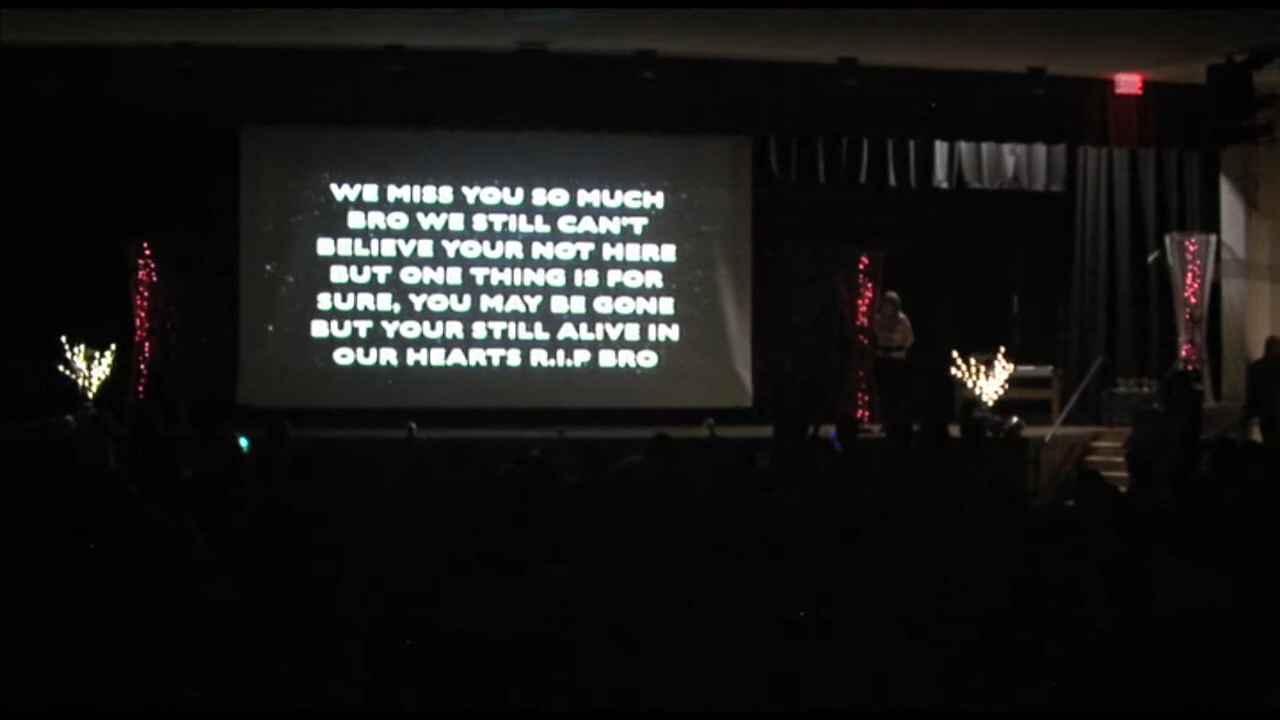 WE MISS YOU SO MUCH
BRO WE STILL CAN'T
BELIEVE YOUR NOT HERE
BUT ONE THING IS FOR
SURE, YOU MAY BE GONE
BUT YOUR STILL ALIVE IN
OUR HEARTS R.I.P BRO